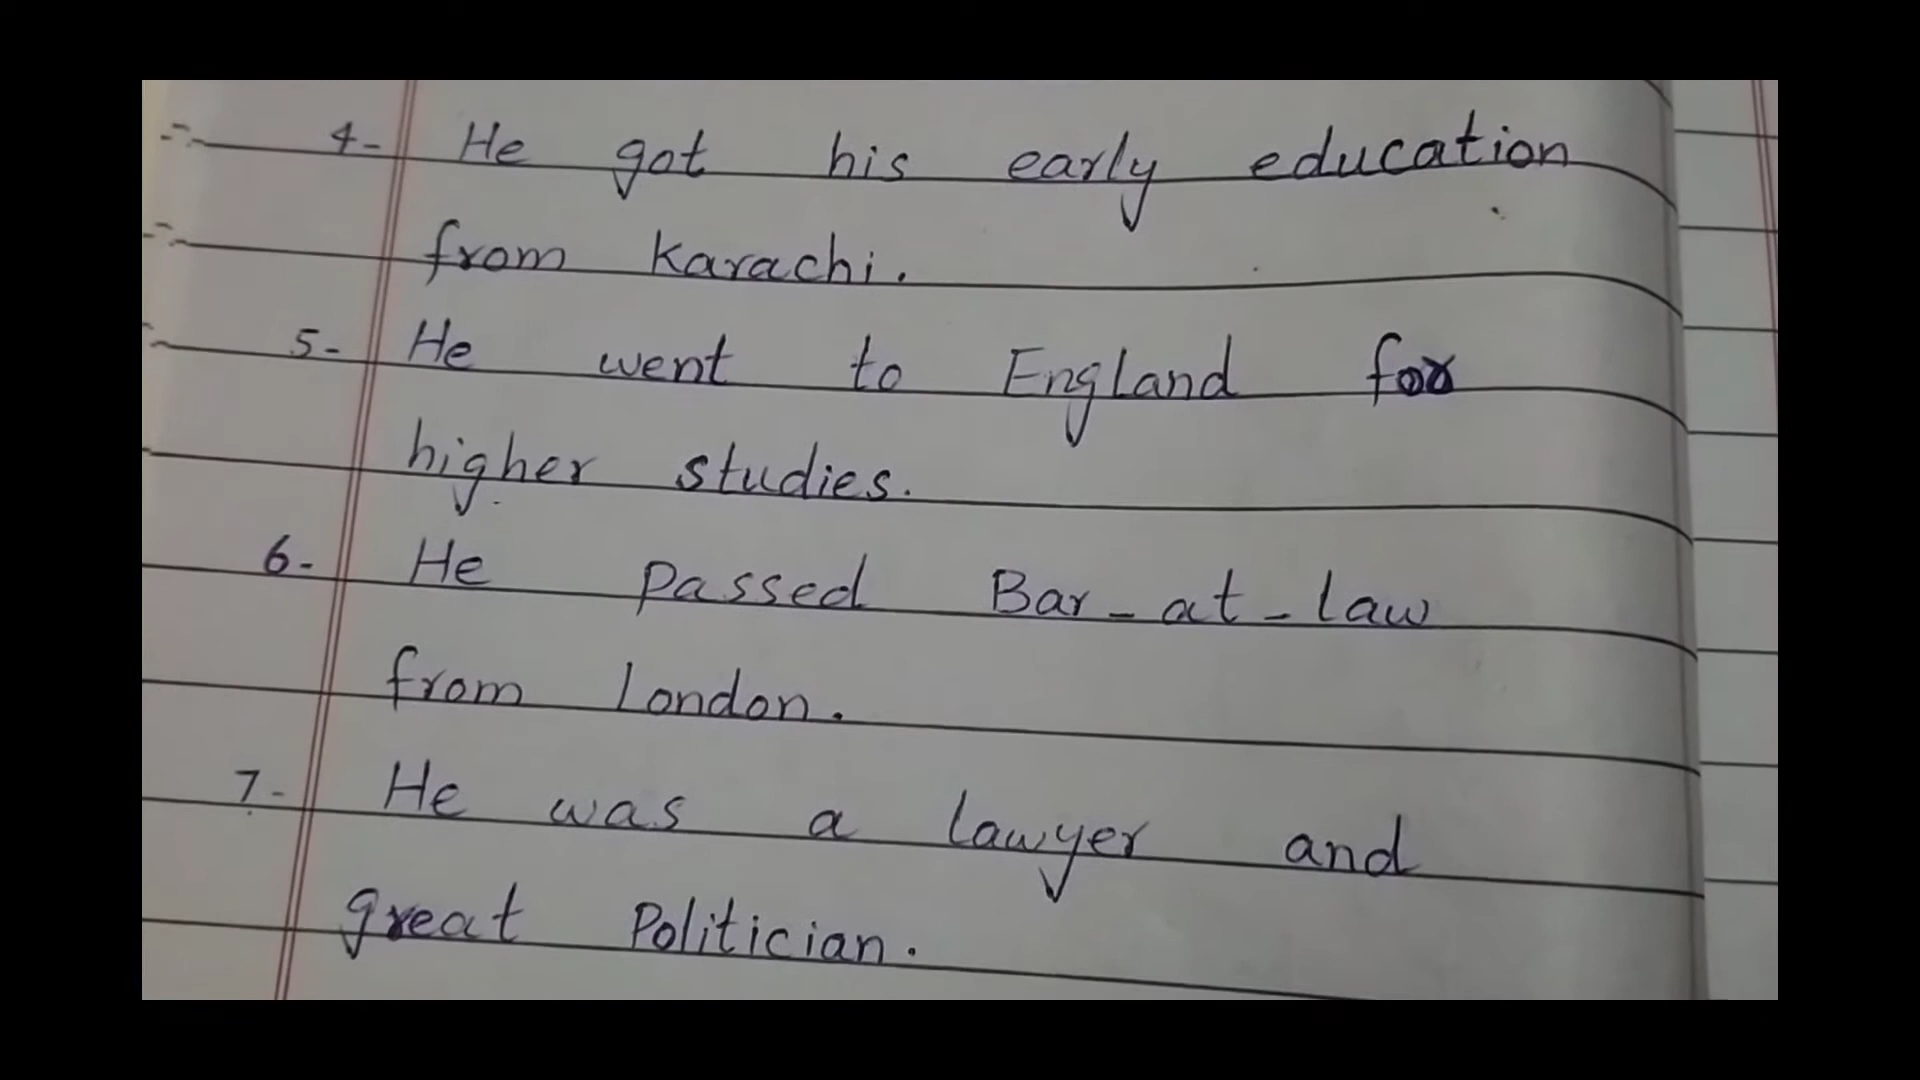 4- He got his early education
from Karachi.
5- He went to England for
higher studies.
6- He passed Bar-at-law
from London.
7- He was a lawyer and
great Politician.